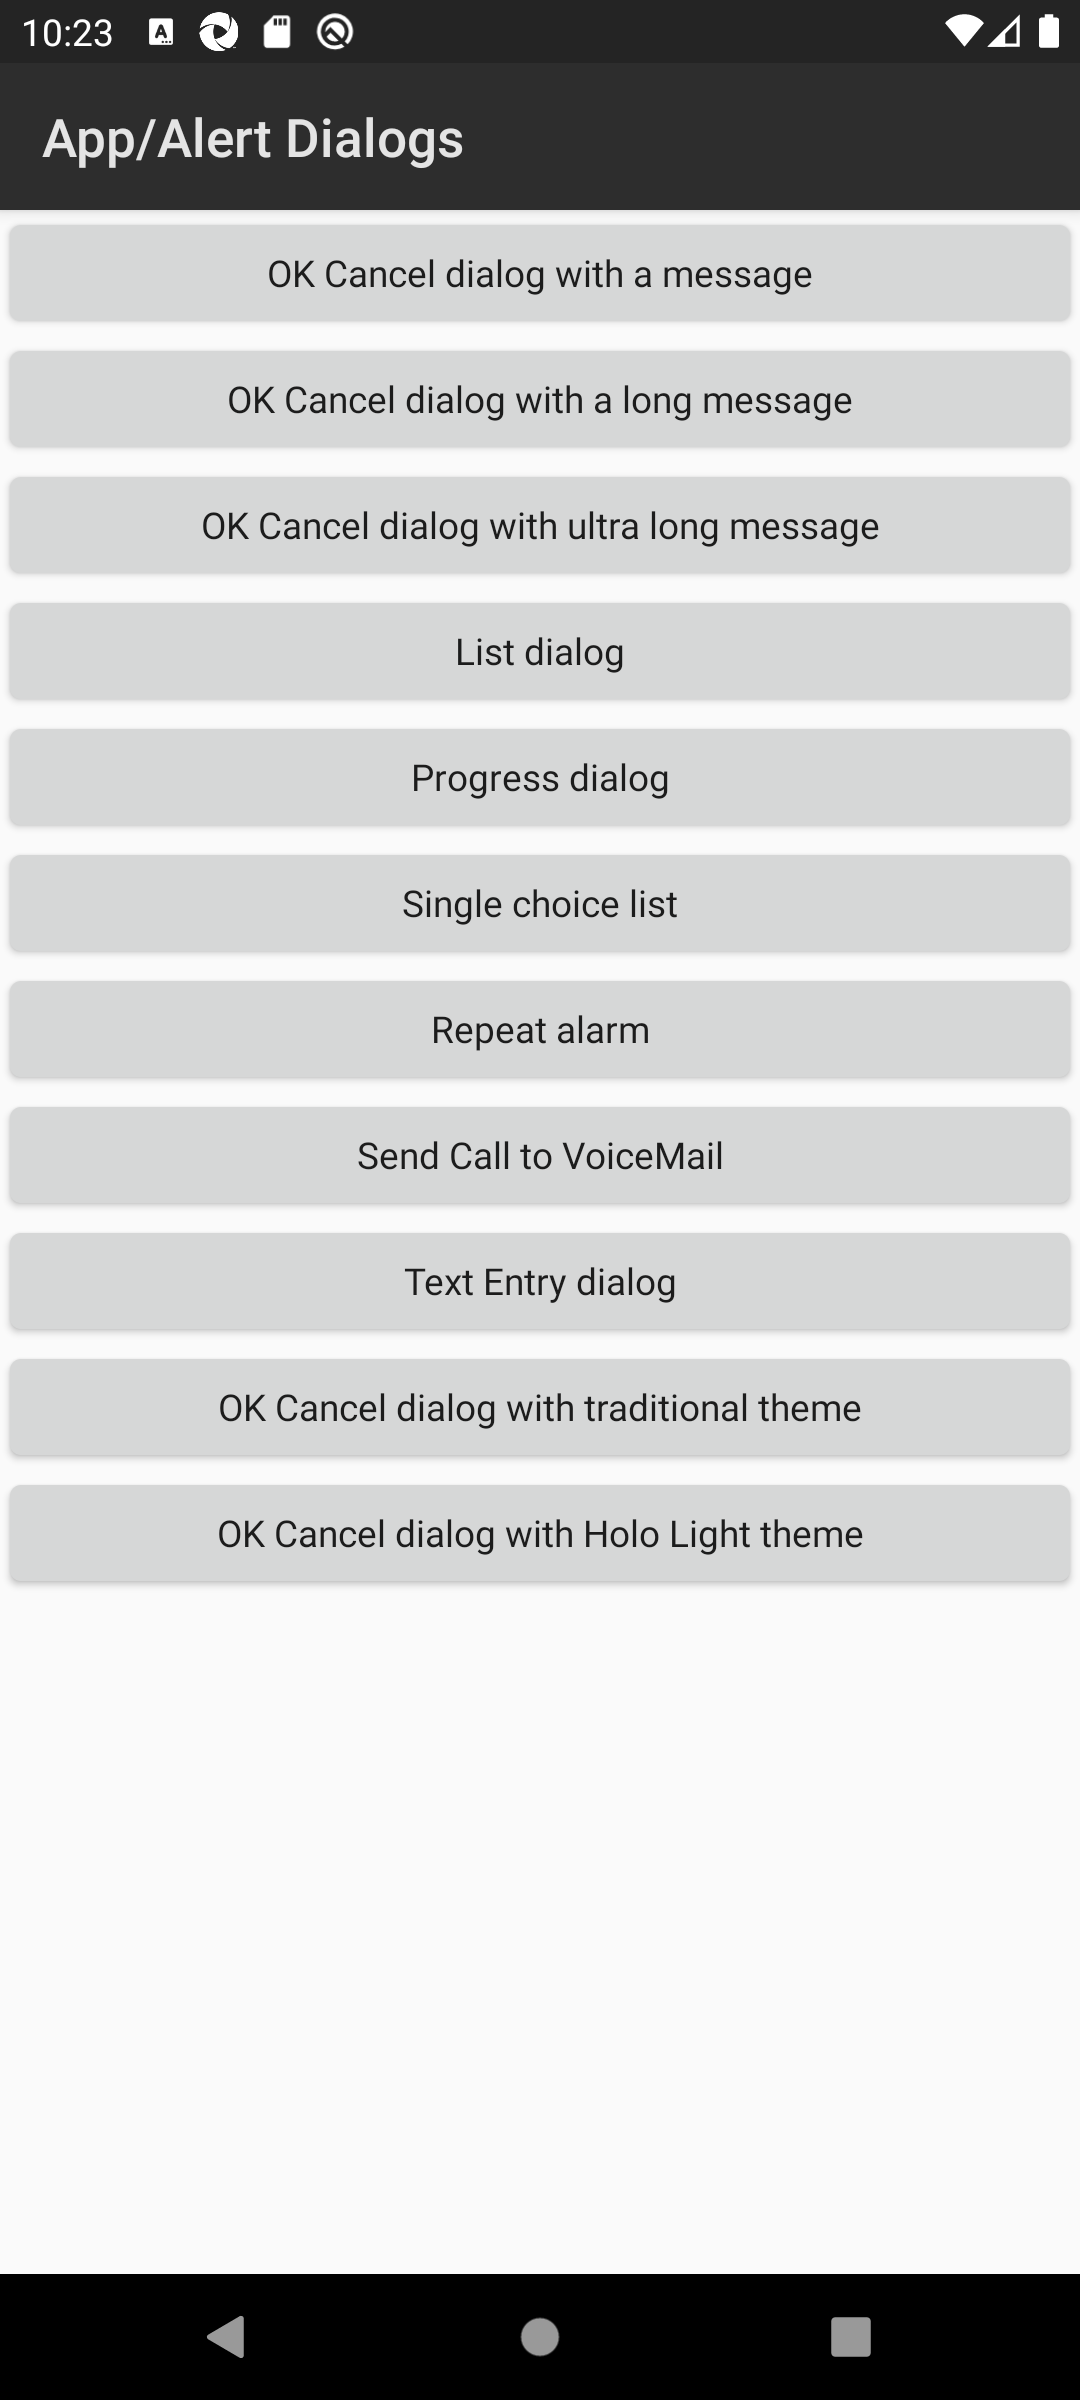 10:23
App/Alert Dialogs
OK Cancel dialog with a message
OK Cancel dialog with a long message
OK Cancel dialog with ultra long message
List dialog
Progress dialog
Single choice list
Repeat alarm
Send Call to VoiceMail
Text Entry dialog
OK Cancel dialog with traditional theme
OK Cancel dialog with Holo Light theme